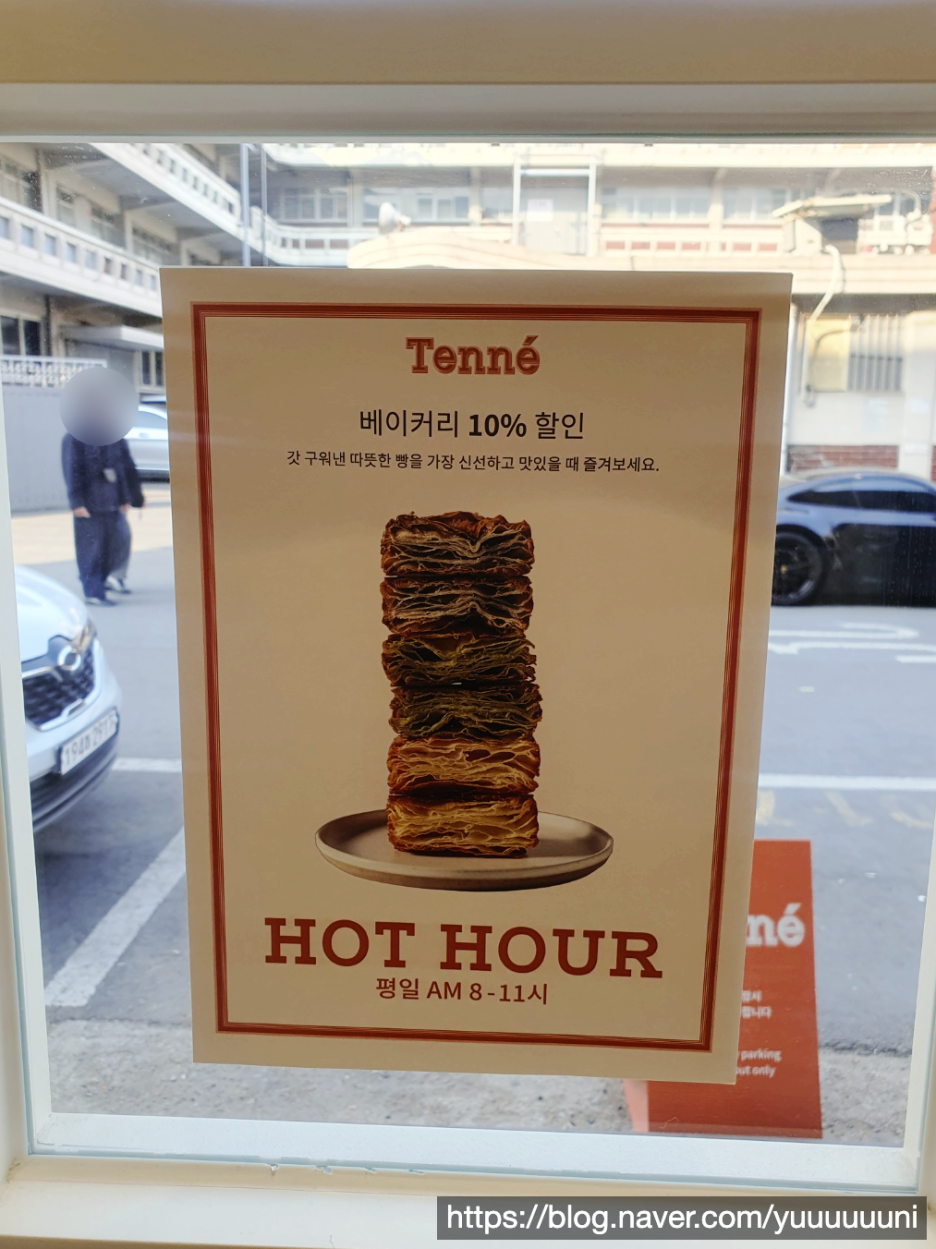 Tenné
베이커리 10% 할인
갓 구워낸 따뜻한 빵을 가장 신선하고 맛있을 때 즐겨보세요.
HOT HOUR
평일 AM 8-11시
né
parking
out only
https://blog.naver.com/yuuuuuuni